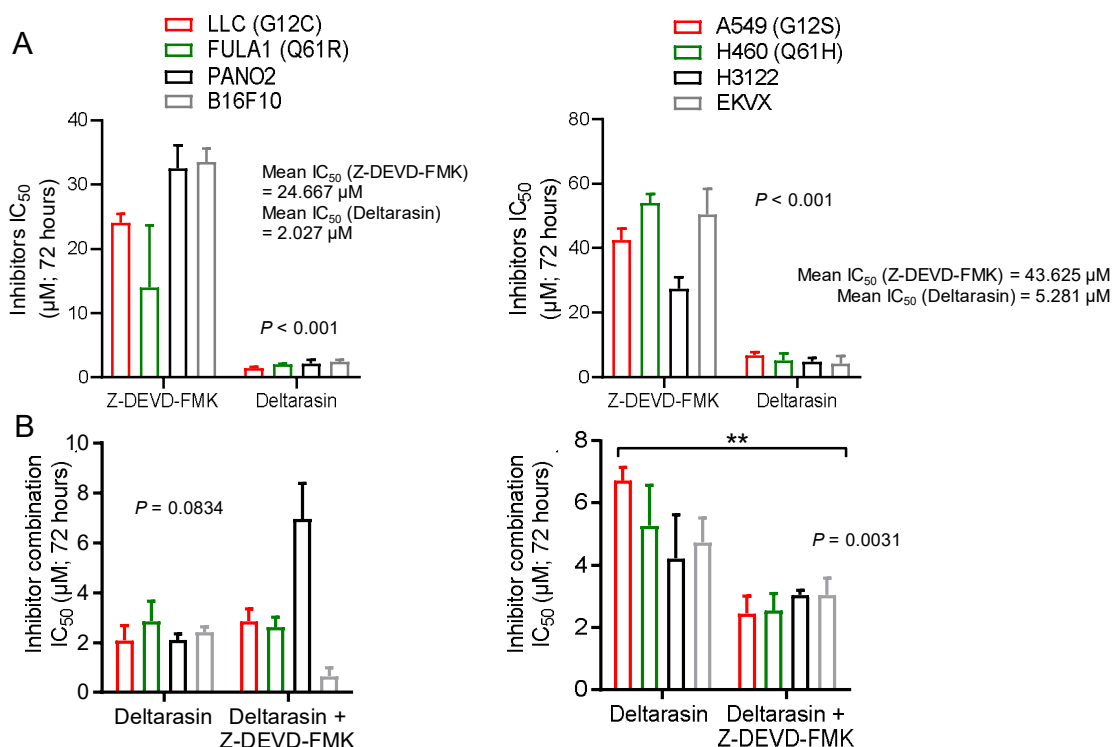 A
LLC (G12C)
FULA1 (Q61R)
PANO2
B16F10
Inhibitors IC50
(µM; 72 hours)
40
30
20
10
0
Mean IC50 (Z-DEVD-FMK)
= 24.667 µM
Mean IC50 (Deltarasin)
= 2.027 µM
P < 0.001
Z-DEVD-FMK
Deltarasin
A549 (G12S)
H460 (Q61H)
H3122
EKVX
Inhibitors IC50
(µM; 72 hours)
80
60
40
20
0
P < 0.001
Mean IC50 (Z-DEVD-FMK) = 43.625 µM
Mean IC50 (Deltarasin) = 5.281 µM
Z-DEVD-FMK
Deltarasin
B
Inhibitor combination
IC50 (µM; 72 hours)
10
8
6
4
2
0
P = 0.0834
Deltarasin
Deltarasin +
Z-DEVD-FMK
Inhibitor combination
IC50 (µM; 72 hours)
8
6
4
2
0
**
P = 0.0031
Deltarasin
Deltarasin +
Z-DEVD-FMK